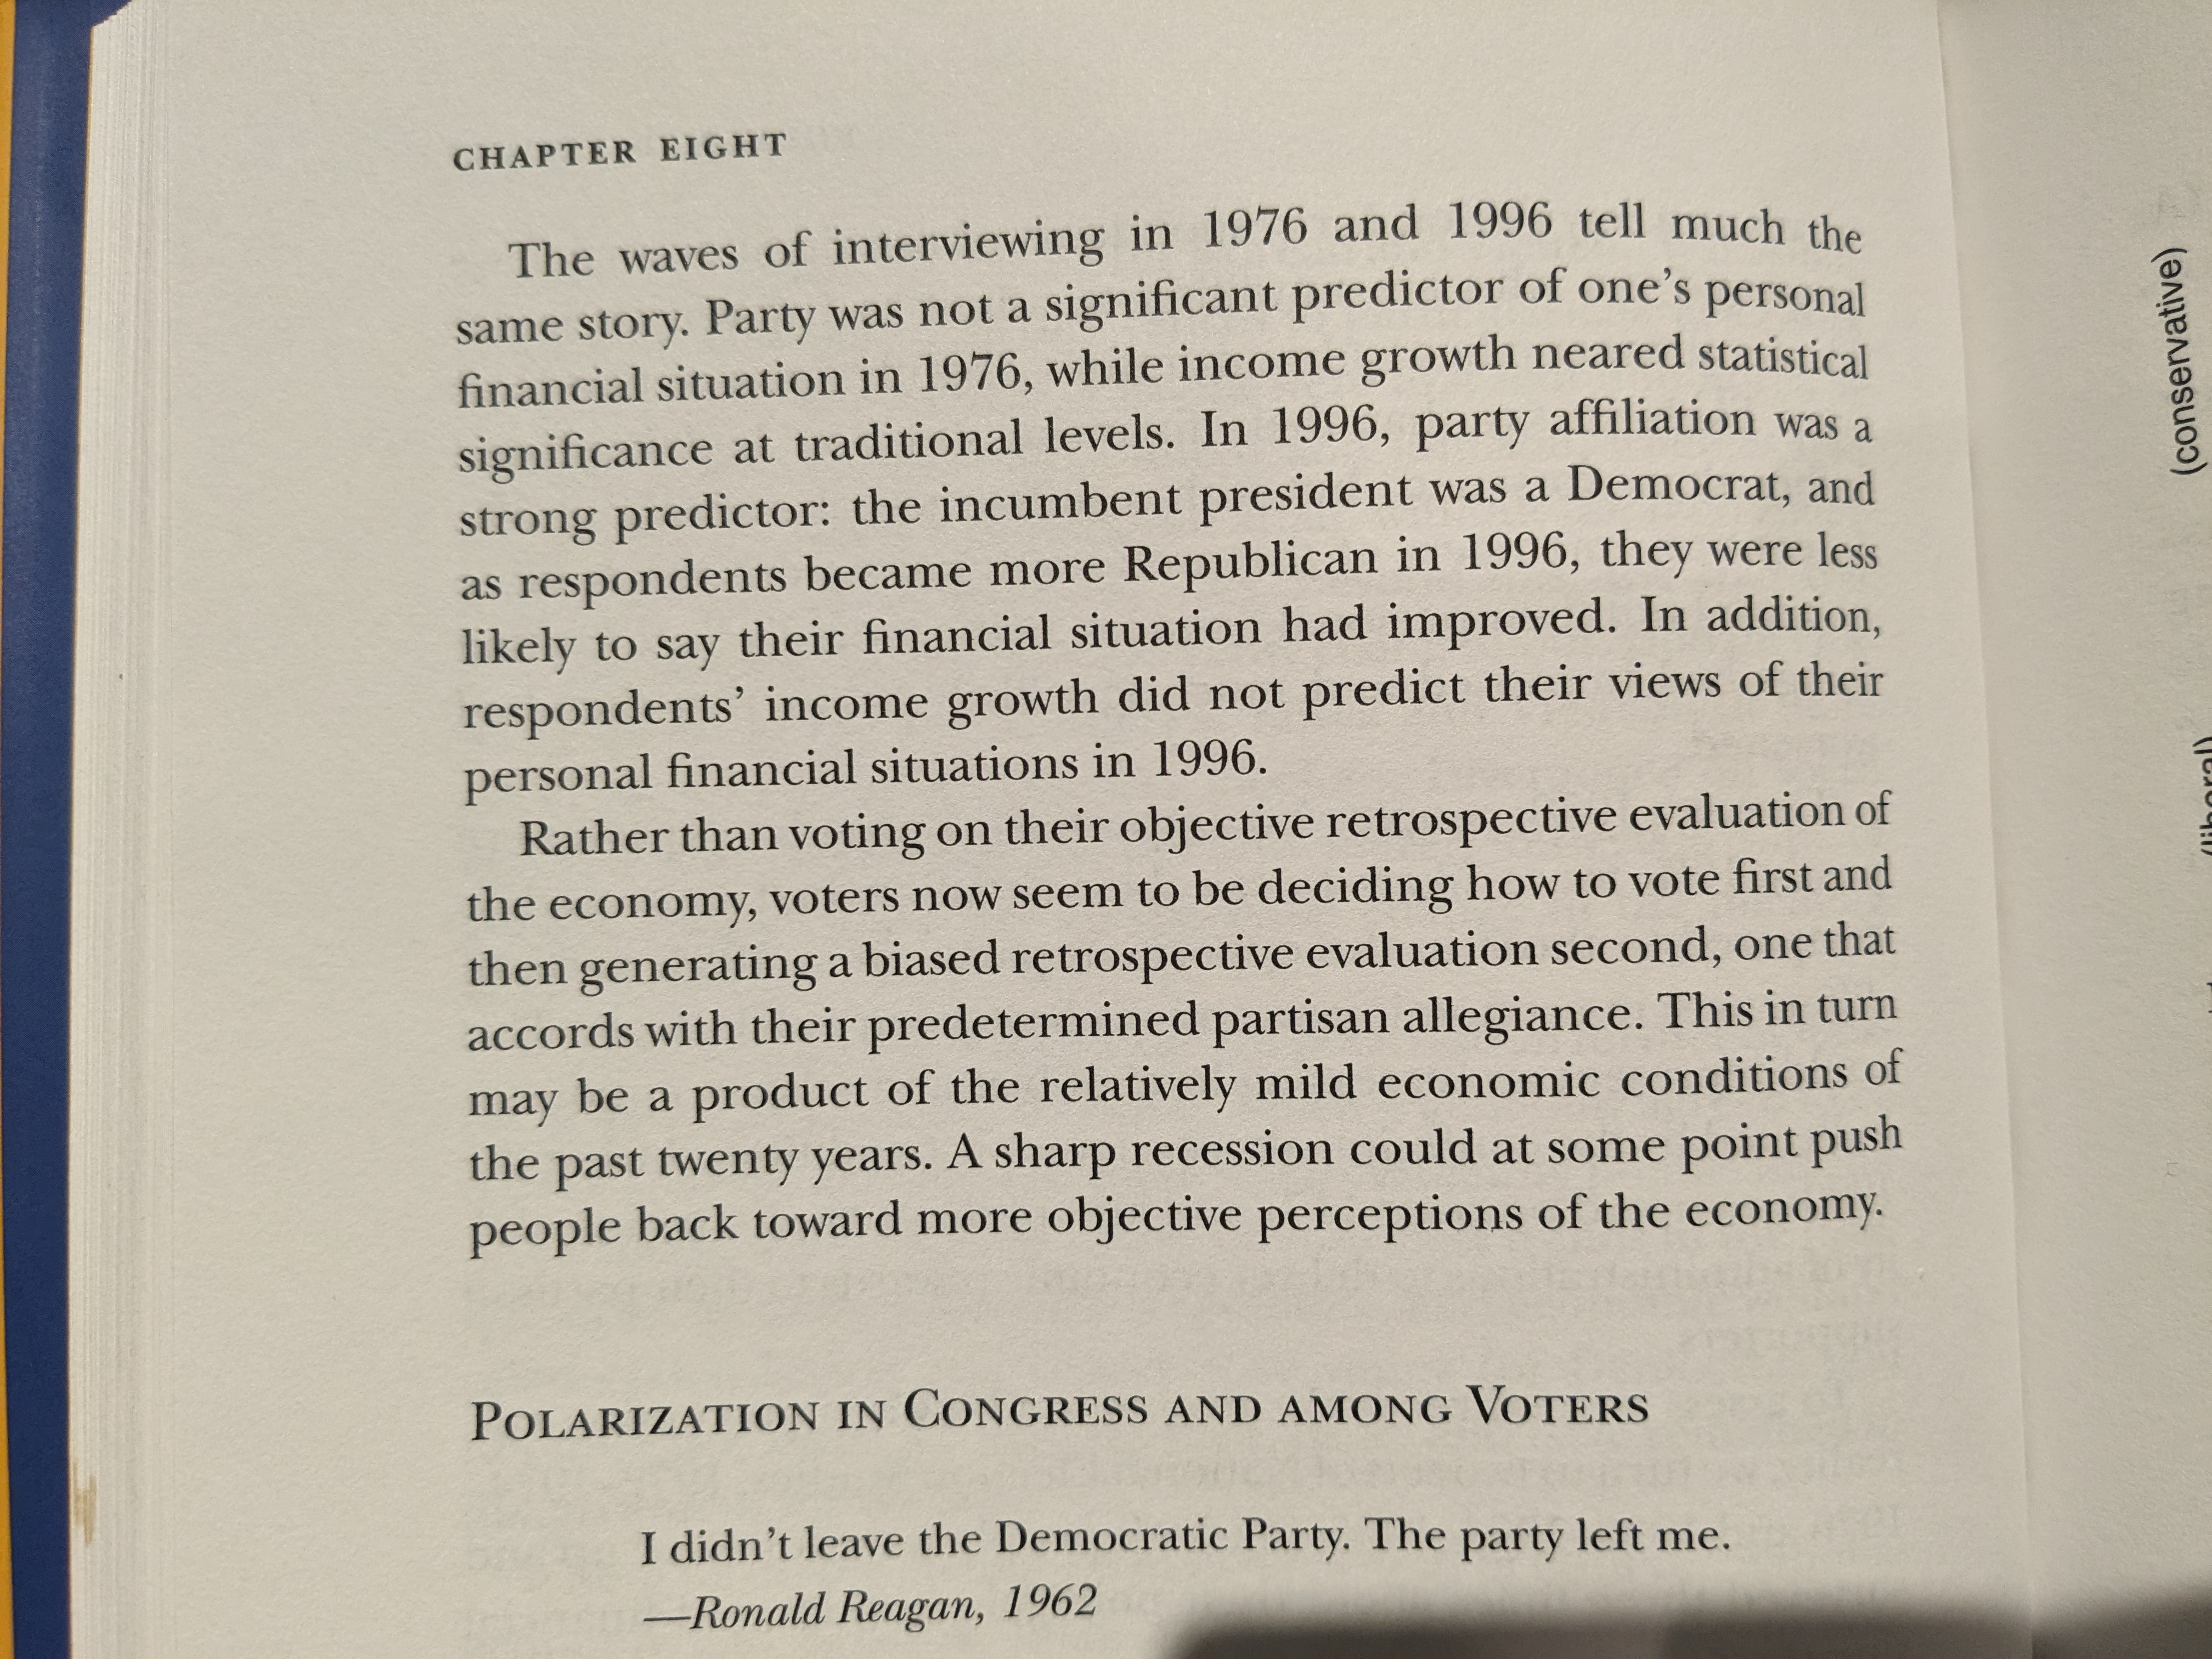 CHAPTER EIGHT
The waves of interviewing in 1976 and 1996 tell much the
same story. Party was not a significant predictor of one's personal
financial situation in 1976, while income growth neared statistical
significance at traditional levels. In 1996, party affiliation was a
strong predictor: the incumbent president was a Democrat, and
as respondents became more Republican in 1996, they were less
likely to say their financial situation had improved. In addition,
respondents' income growth did not predict their views of their
personal financial situations in 1996.
Rather than voting on their objective retrospective evaluation of
the economy, voters now seem to be deciding how to vote first and
then generating a biased retrospective evaluation second, one that
accords with their predetermined partisan allegiance. This in turn
may be a product of the relatively mild economic conditions of
the past twenty years. A sharp recession could at some point push
people back toward more objective perceptions of the economy.
POLARIZATION IN CONGRESS AND AMONG VOTERS
I didn't leave the Democratic Party. The party left me.
—Ronald Reagan, 1962
(conservative)